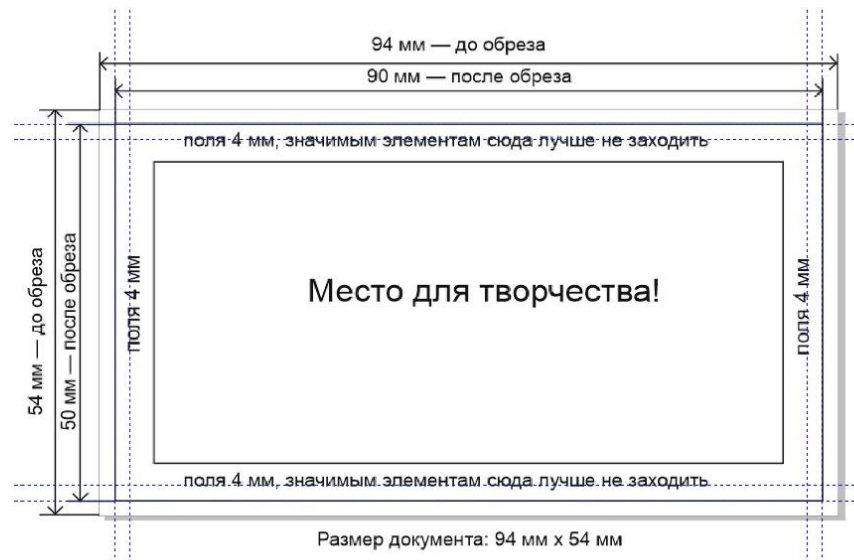 94 мм — до обреза
90 мм — после обреза
поля 4 мм, значимым элементам сюда лучше не заходить
54 мм — до обреза
50 мм — после обреза
поля 4 мм
Место для творчества!
поля 4 мм
поля 4 мм, значимым элементам сюда лучше не заходить
Размер документа: 94 мм x 54 мм